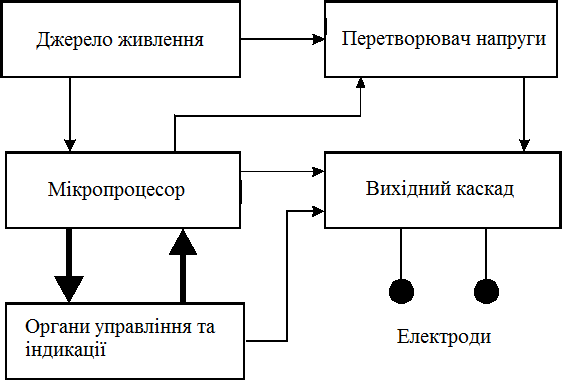 Джерело живлення
Перетворювач напруги
Мікропроцесор
Вихідний каскад
Органи управління та
індикації
Електроди